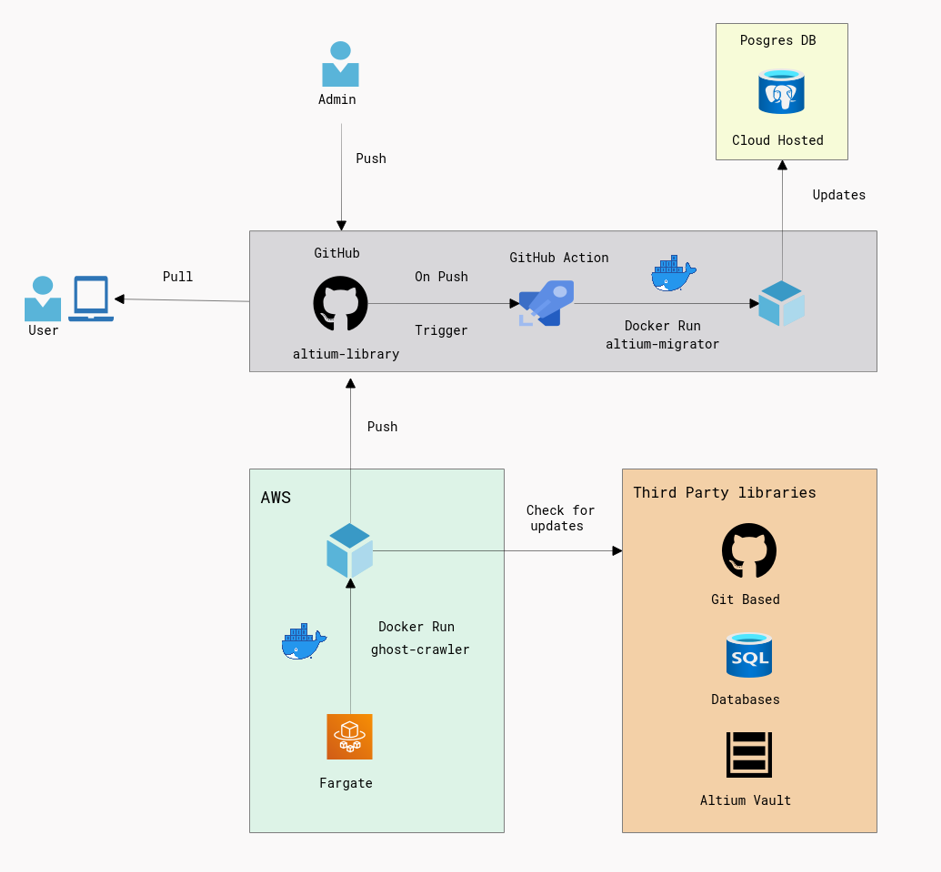 Posgres DB
Cloud Hosted
Admin
Push
Updates
GitHub
On Push
Trigger
altium-library
GitHub Action
Docker Run
altium-migrator
Pull
User
Push
AWS
Docker Run
ghost-crawler
Fargate
Check for
updates
Third Party libraries
Git Based
SQL
Databases
Altium Vault